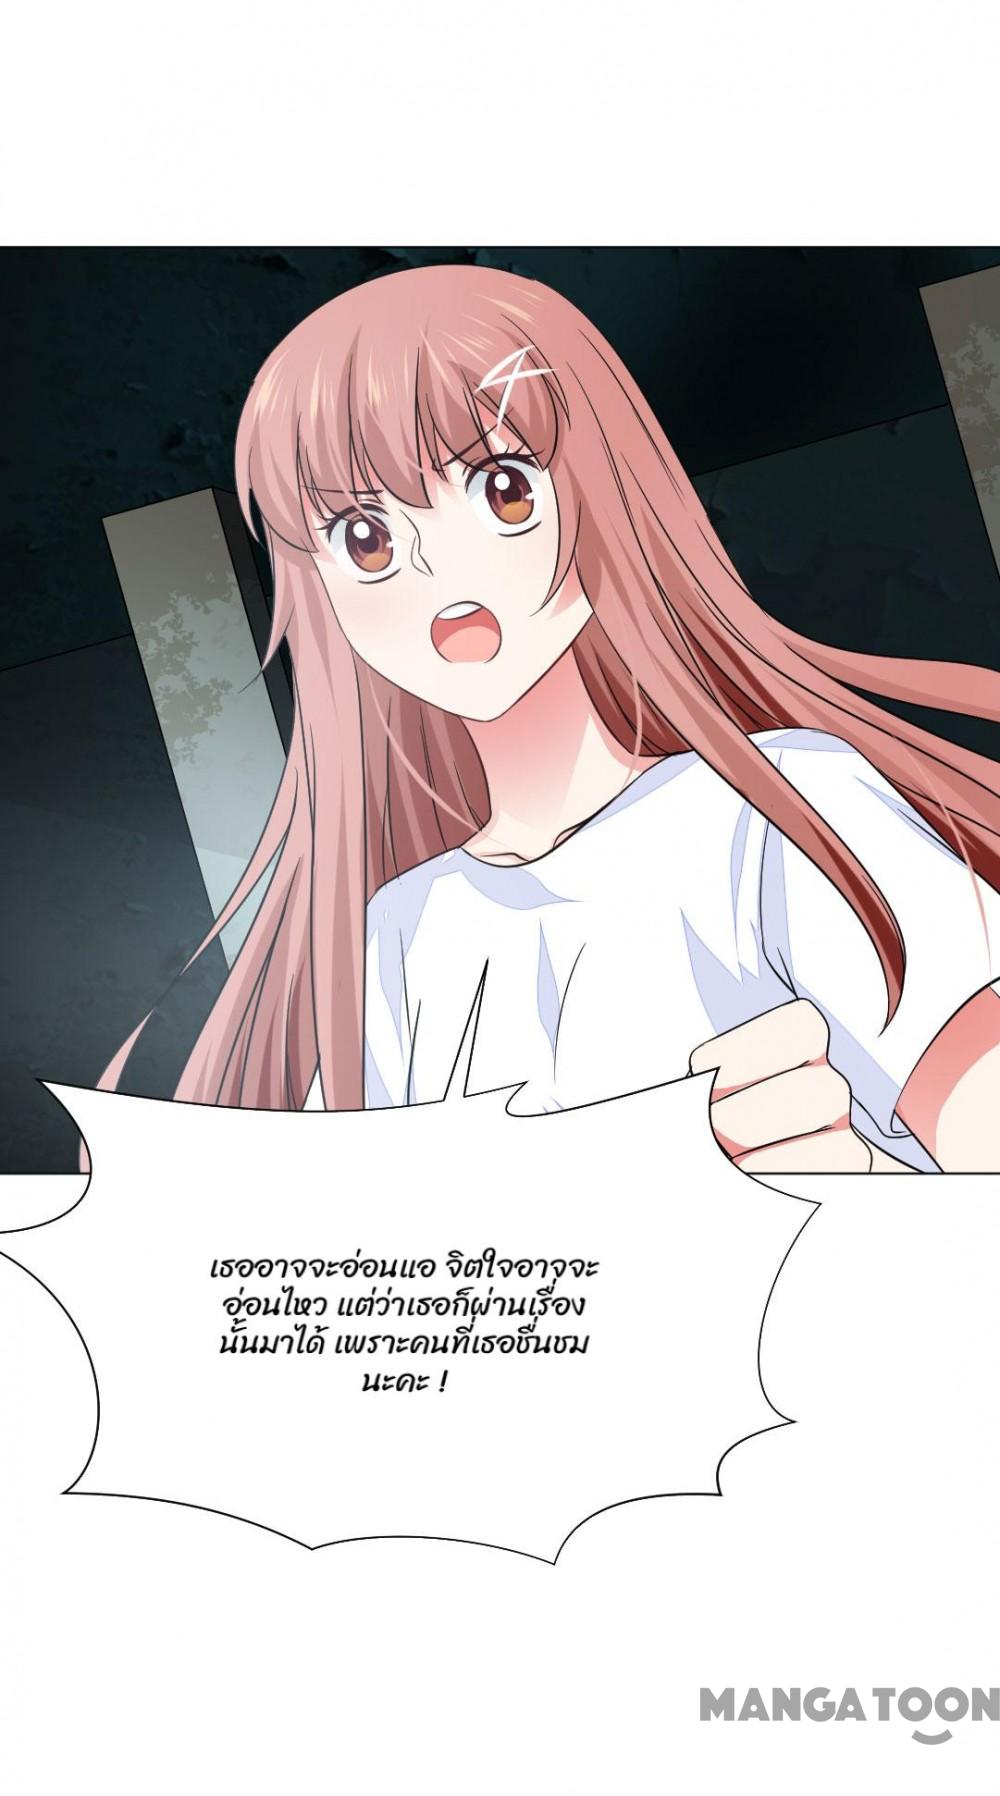 เธออาจจะอ่อนแอ จิตใจอาจจะ
อ่อนไหว แต่ว่าเธอก็ผ่านเรื่อง
นั้นมาได้ เพราะคนที่เธอชื่นชม
นะคะ !
MANGA TOON